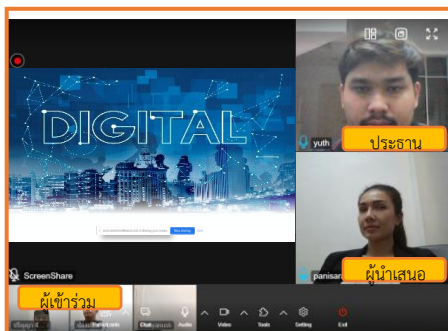 DIGITAL
yuth
ประธาน
ScreenShare
panisara
ผู้นำเสนอ
ผู้เข้าร่วม
Chat
Audio
Video
Tools
Setting
Exit